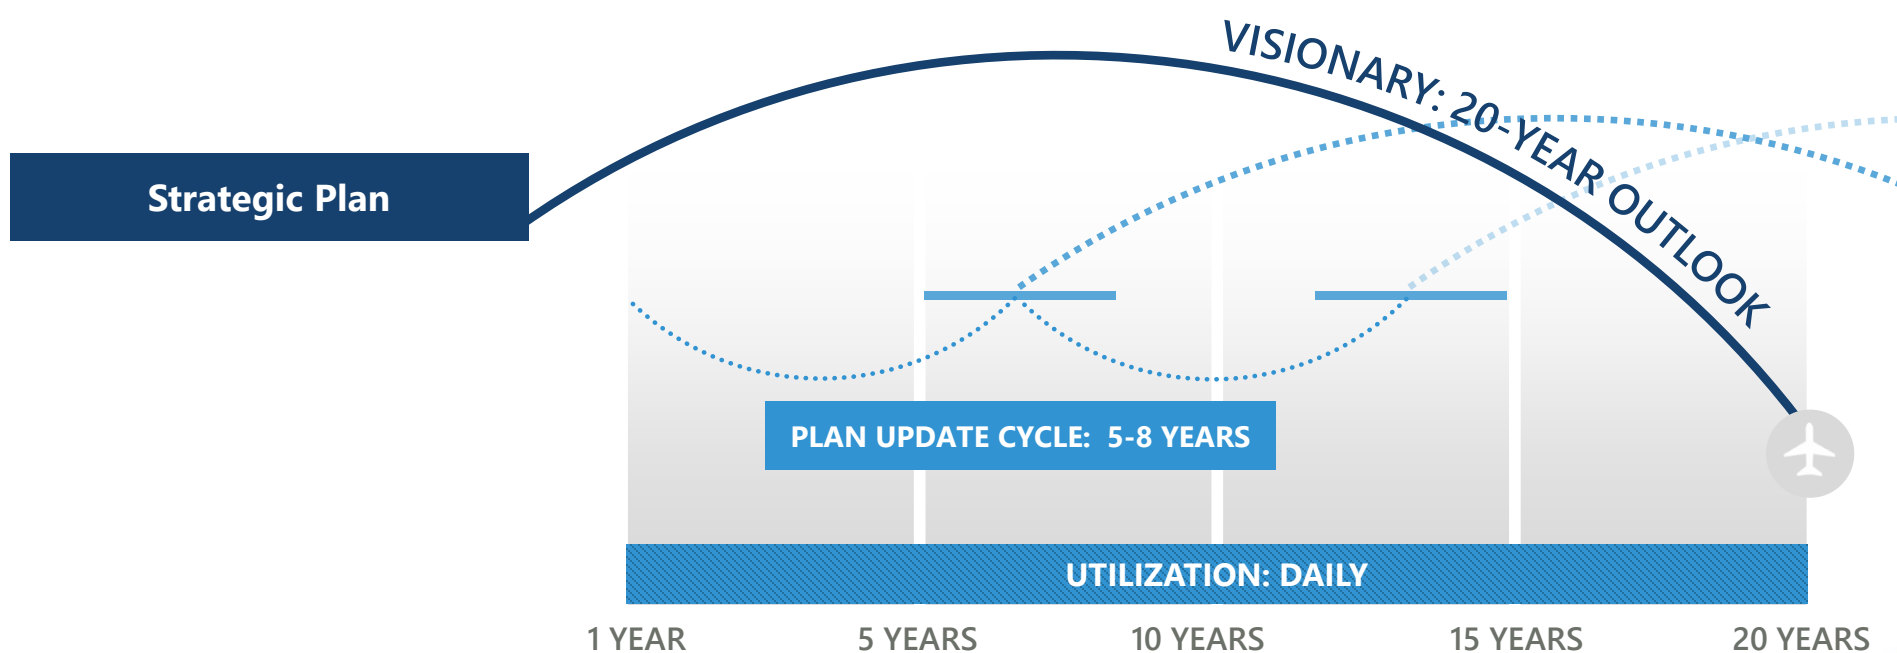 VISIONARY: 20-YEAR OUTLOOK
Strategic Plan
PLAN UPDATE CYCLE: 5-8 YEARS
UTILIZATION: DAILY
1 YEAR
5 YEARS
10 YEARS
15 YEARS
20 YEARS